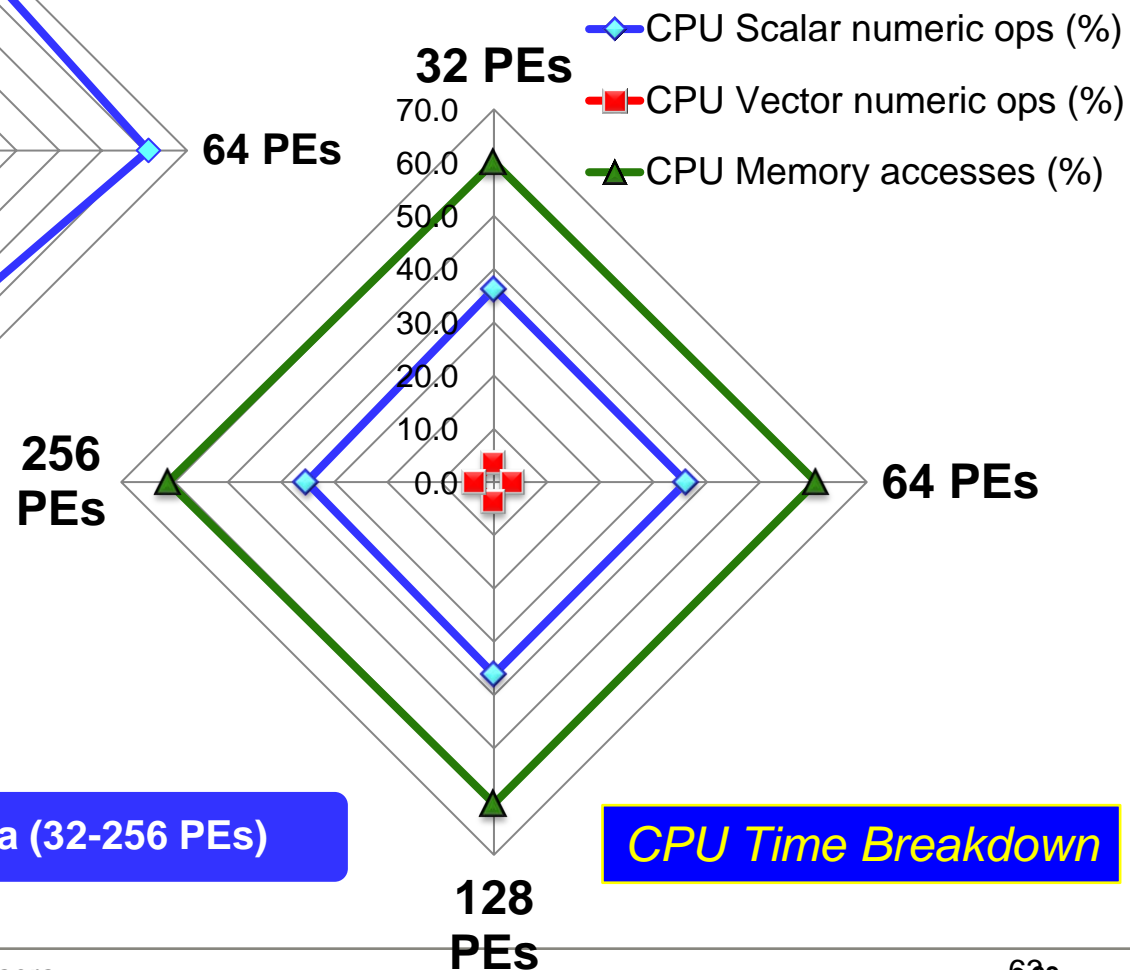 CPU Scalar numeric ops (%)
32 PEs
CPU Vector numeric ops (%)
70.0
64 PEs
60.0
CPU Memory accesses (%)
50.0
40.0
30.0
20.0
10.0
256
PEs
0.0
64 PEs
a (32-256 PEs)
CPU Time Breakdown
128
PEs